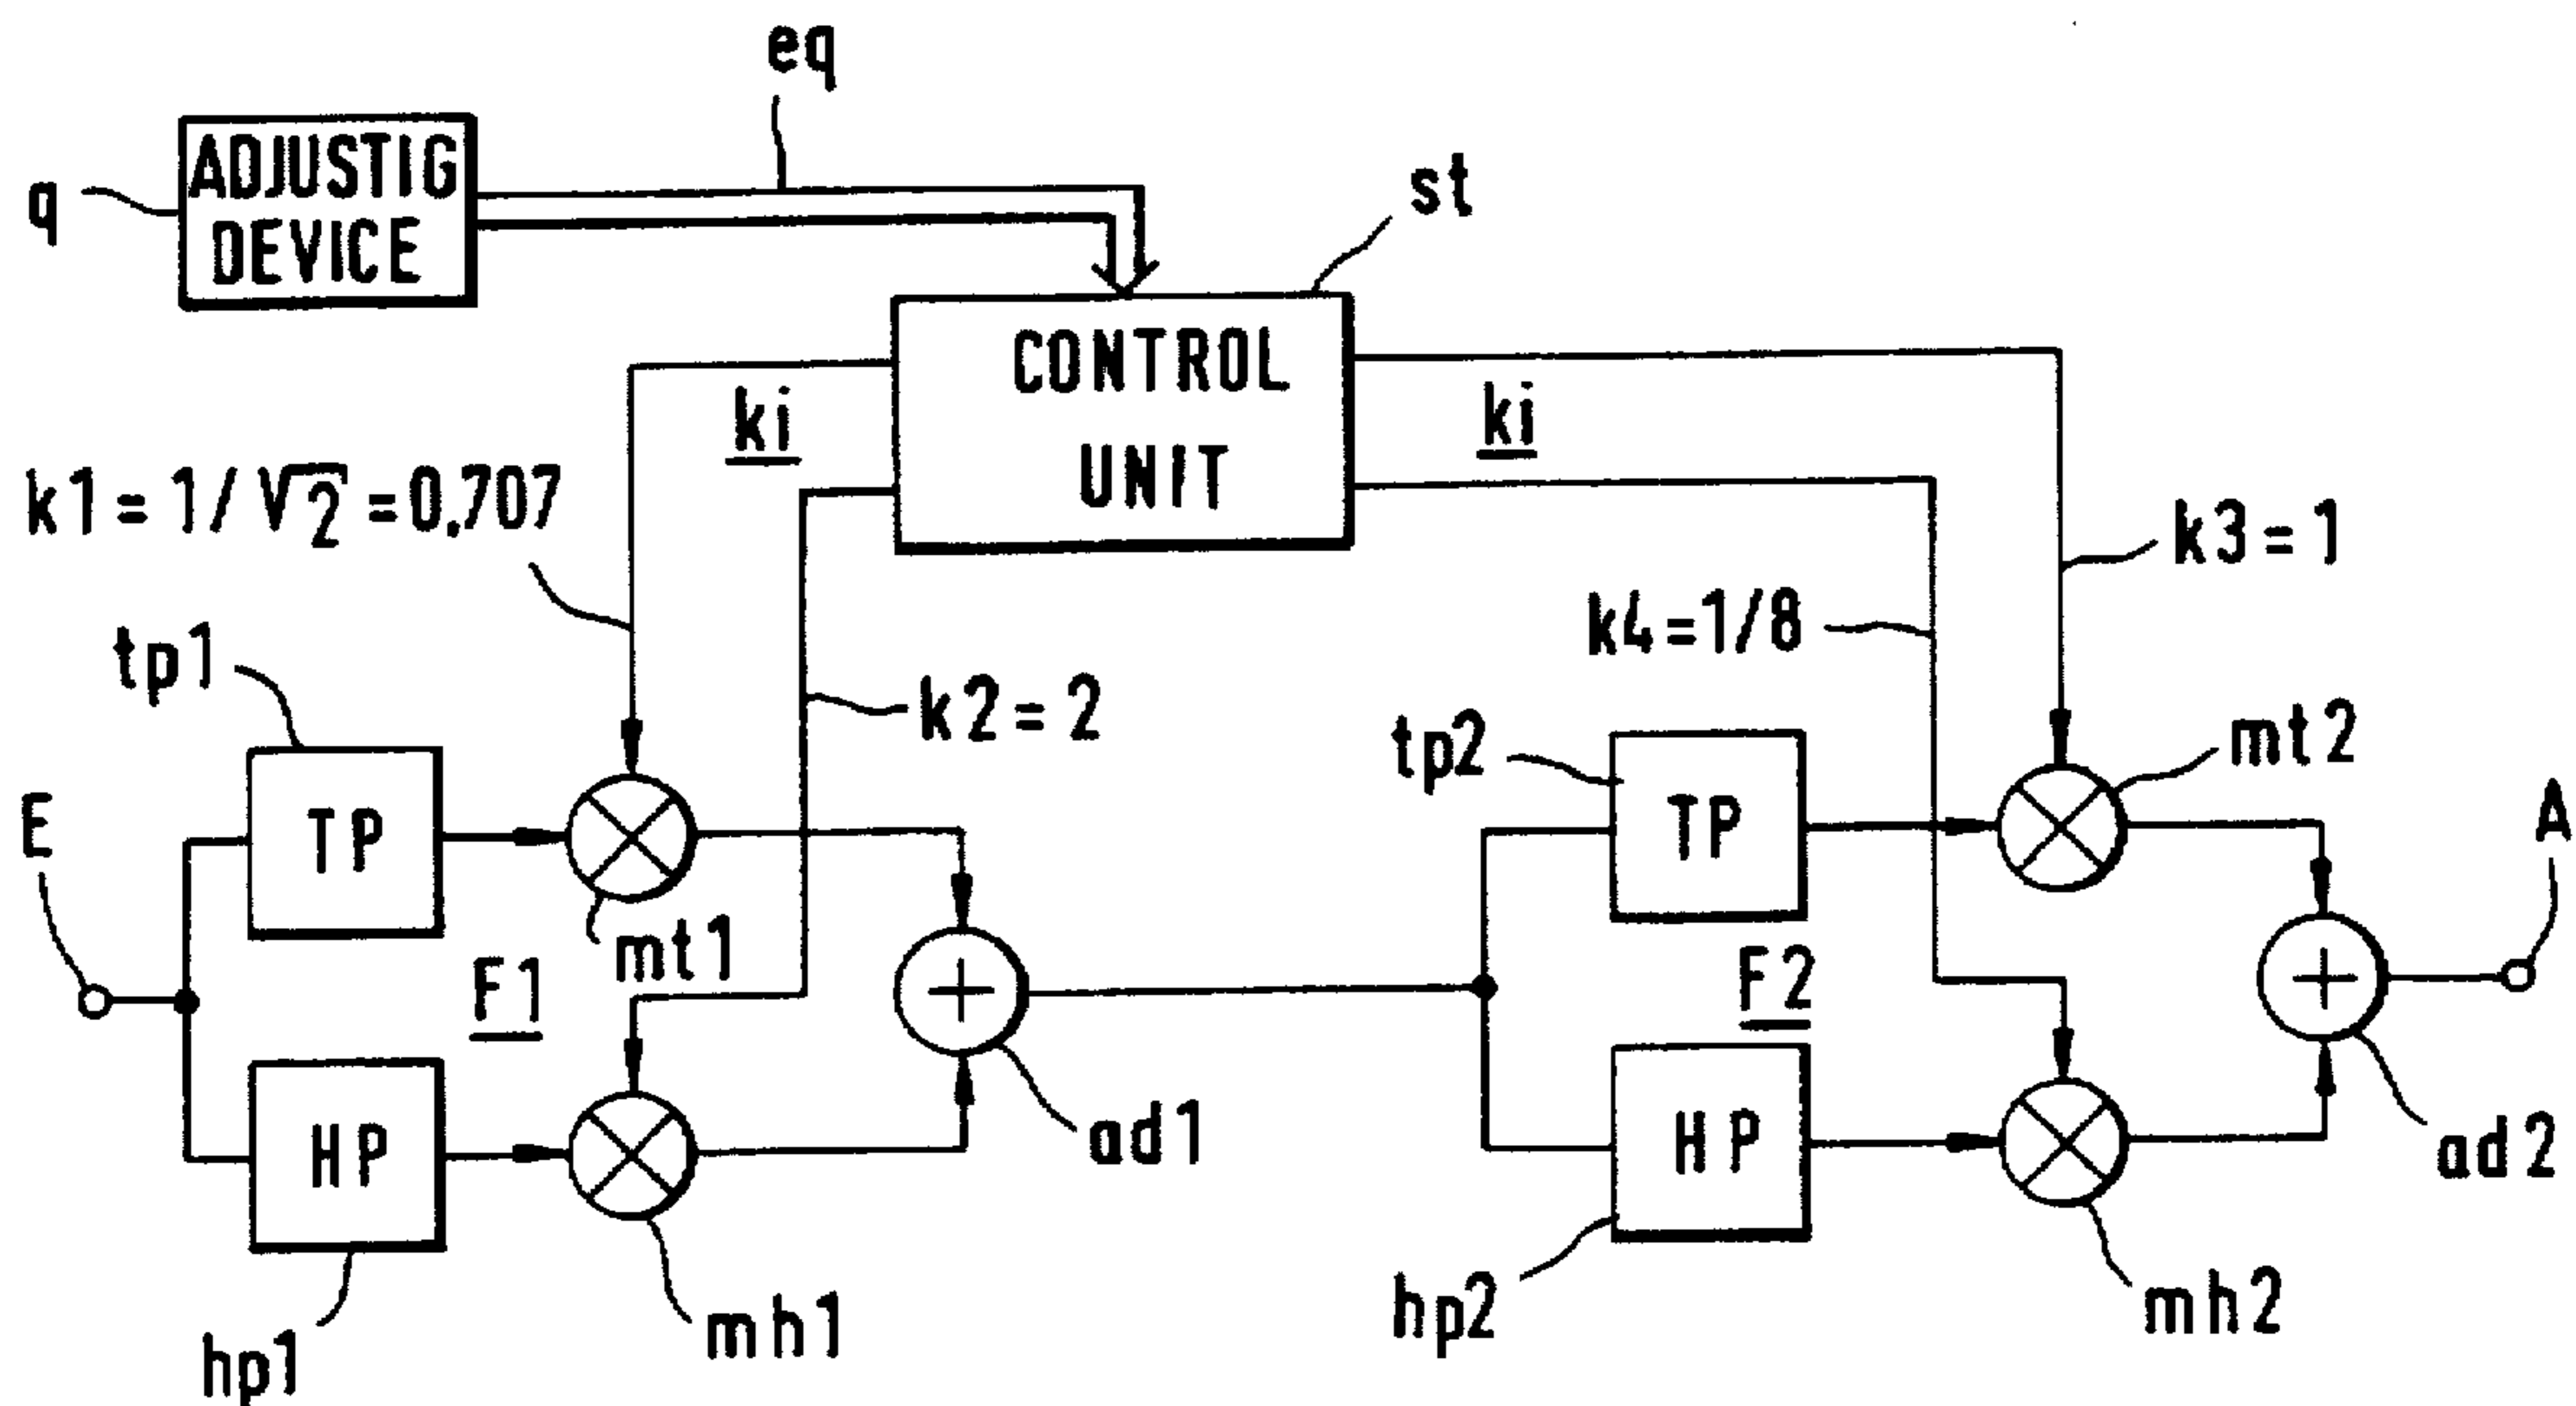 eq
ADJUSTIG
DEVICE
q
st
CONTROL
UNIT
ki
ki
k1 = 1/√2 = 0.707
k3 = 1
k4 = 1/8
k2 = 2
tp1
tp2
mt2
E
TP
TP
A
mt1
F1
F2
HP
HP
ad1
ad2
mh1
hp2
mh2
hp1